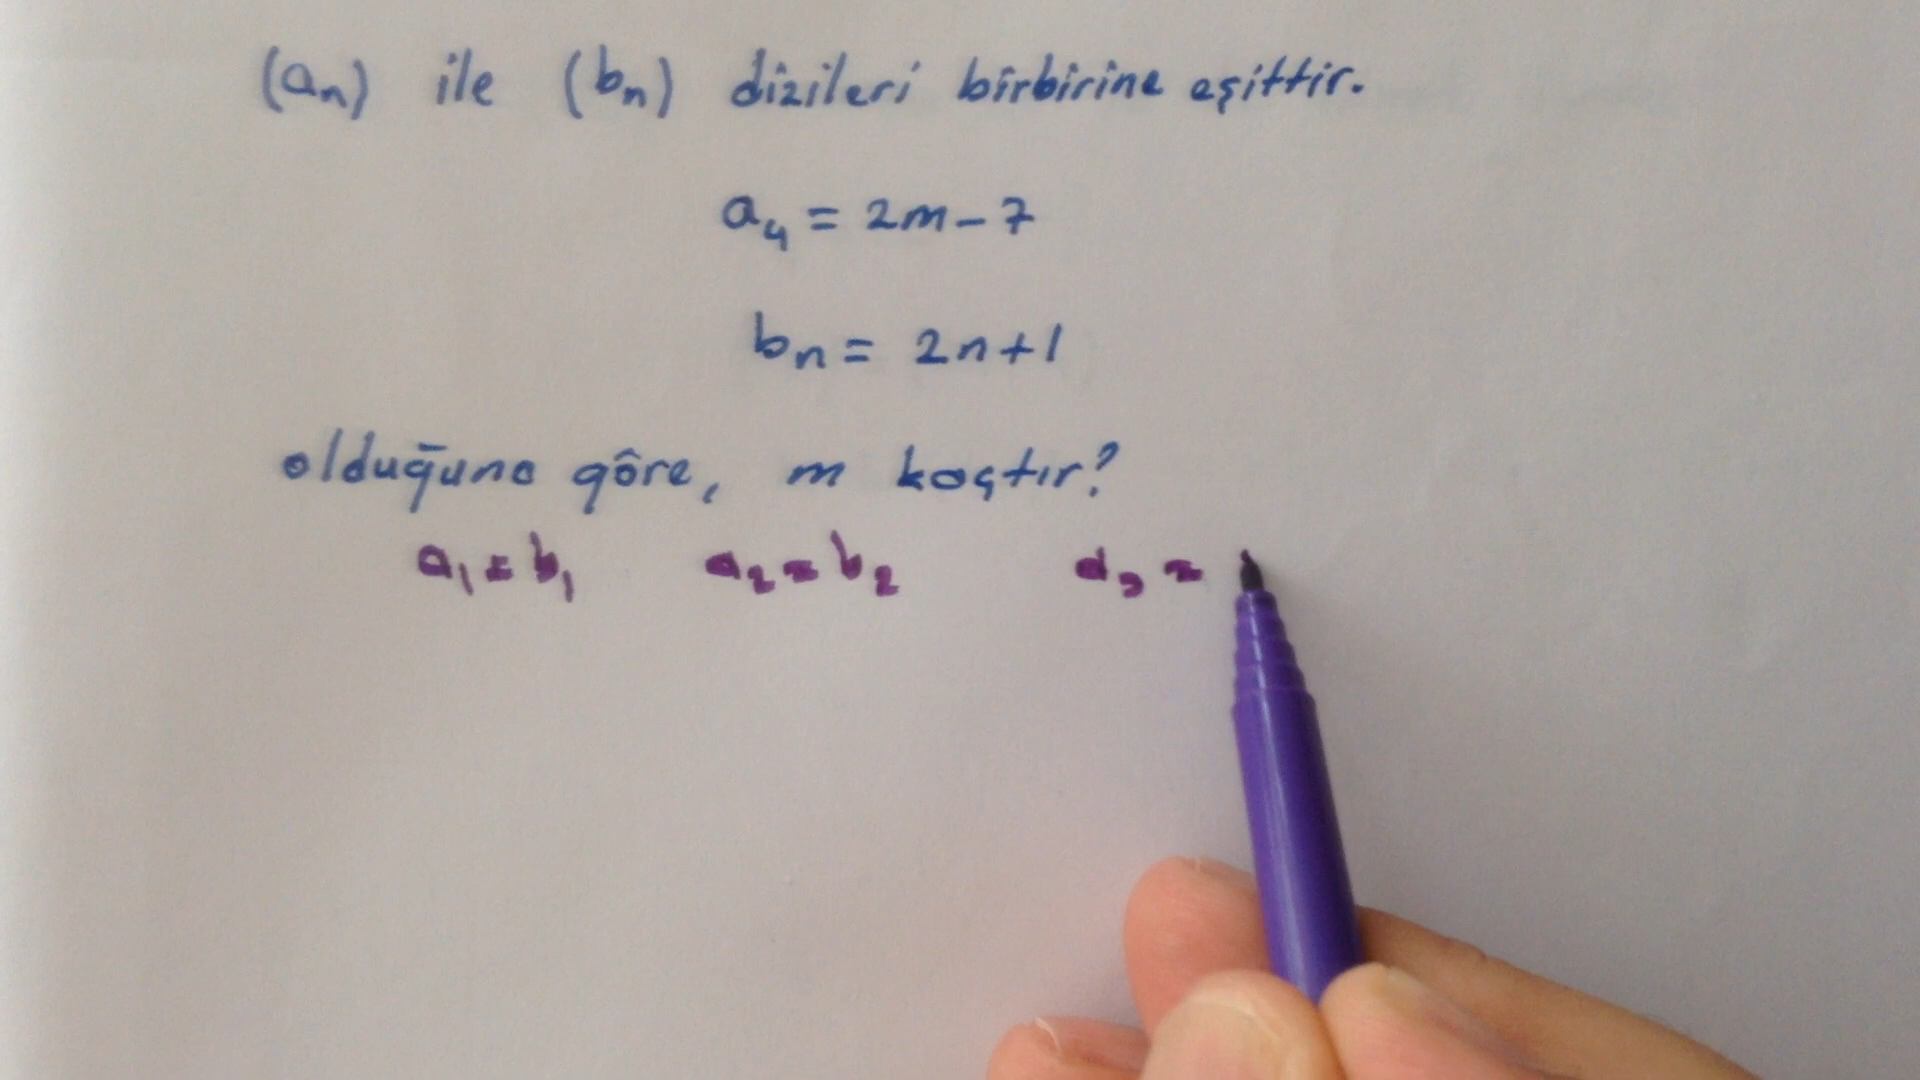 (aₙ) ile (bₙ) dizileri birbirine eşittir.
a₄ = 2m - 7
bₙ = 2n + 1
olduğuna göre, m kaçtır?
a₁ = b₁ a₂ = b₂ a₃ =